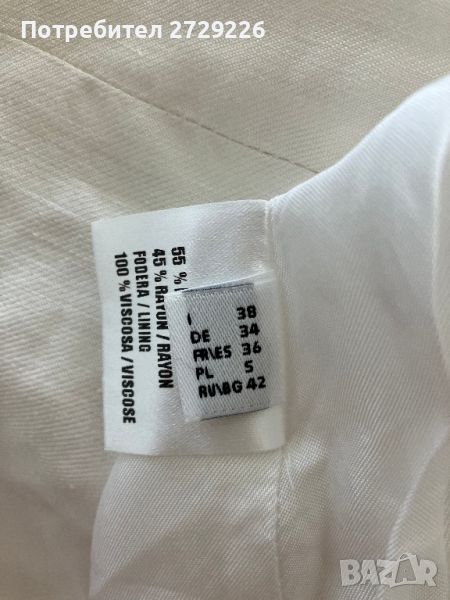 Потребител 2729226
55 %
45 % RAYON / RAYON
FODERA / LINING
100 % VISCOSA / VISCOSE
I 38
DE 34
FR\ES 36
PL S
RU\BG 42
BAZAR